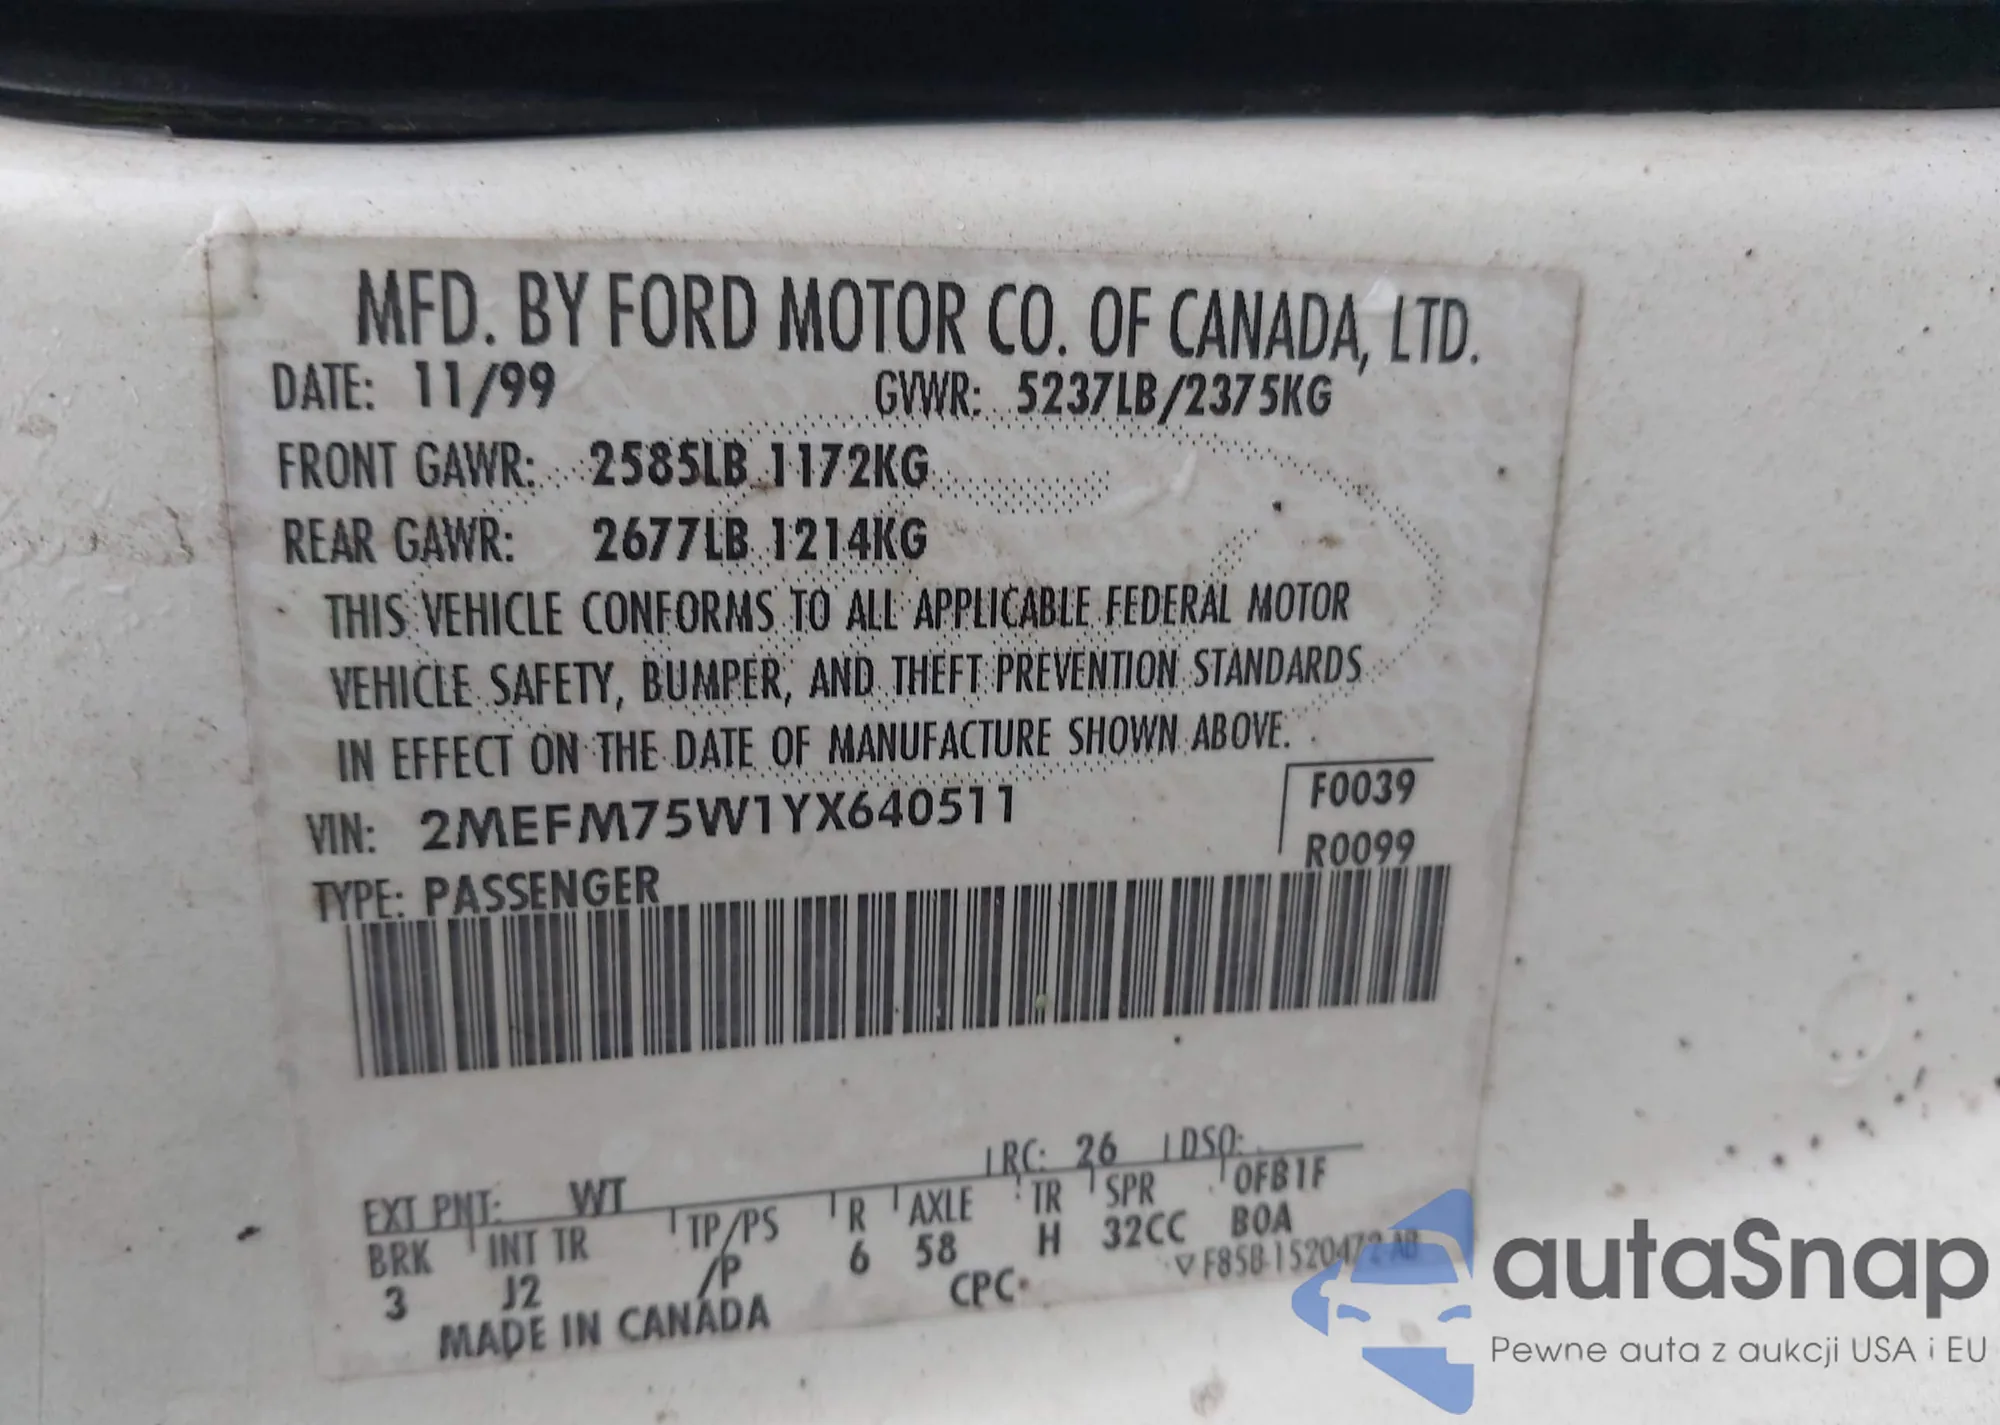 MFD. BY FORD MOTOR CO. OF CANADA, LTD.
DATE: 11/99 GVWR: 5237LB/2375KG
FRONT GAWR: 2585LB 1172KG
REAR GAWR: 2677LB 1214KG
THIS VEHICLE CONFORMS TO ALL APPLICABLE FEDERAL MOTOR
VEHICLE SAFETY, BUMPER, AND THEFT PREVENTION STANDARDS
IN EFFECT ON THE DATE OF MANUFACTURE SHOWN ABOVE.
VIN: 2MEFM75W1YX640511 F0039
R0099
TYPE: PASSENGER
EXT PNT: WT RC: 26 DSO:
BRK INT TR TP/PS R AXLE TR SPR 0FB1F
3 J2 /P 6 58 H 32CC B0A
MADE IN CANADA CPC F85B-1520472-AB
autaSnap
Pewne auta z aukcji USA i EU